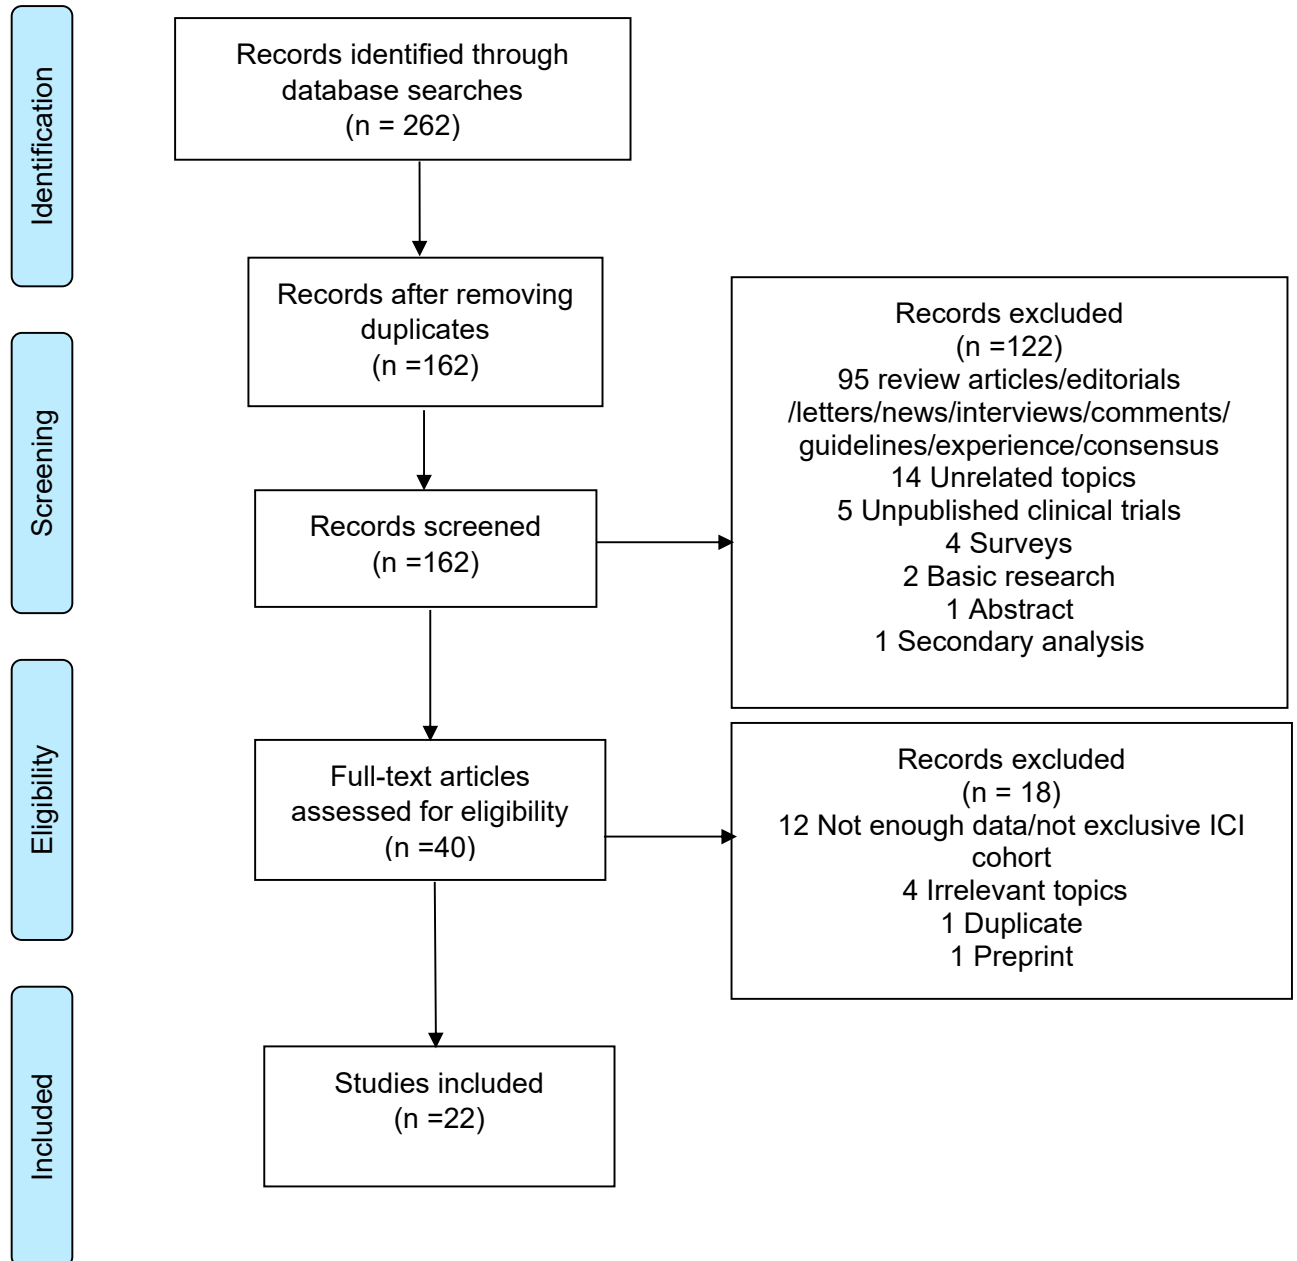 Identification
Records identified through
database searches
(n = 262)
Records after removing
duplicates
(n =162)
Screening
Records screened
(n =162)
Records excluded
(n =122)
95 review articles/editorials
/letters/news/interviews/comments/
guidelines/experience/consensus
14 Unrelated topics
5 Unpublished clinical trials
4 Surveys
2 Basic research
1 Abstract
1 Secondary analysis
Eligibility
Full-text articles
assessed for eligibility
(n =40)
Records excluded
(n = 18)
12 Not enough data/not exclusive ICI
cohort
4 Irrelevant topics
1 Duplicate
1 Preprint
Included
Studies included
(n =22)